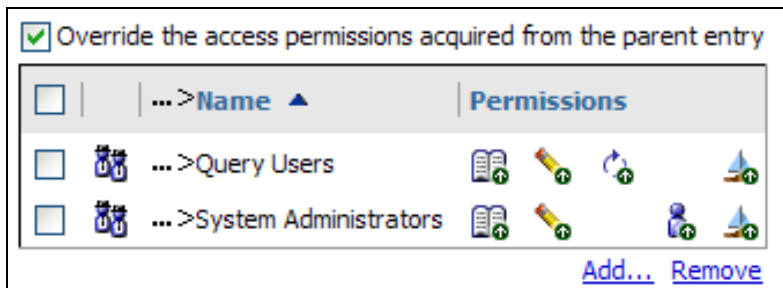 Override the access permissions acquired from the parent entry
... >Name Permissions
... >Query Users
... >System Administrators
Add... Remove